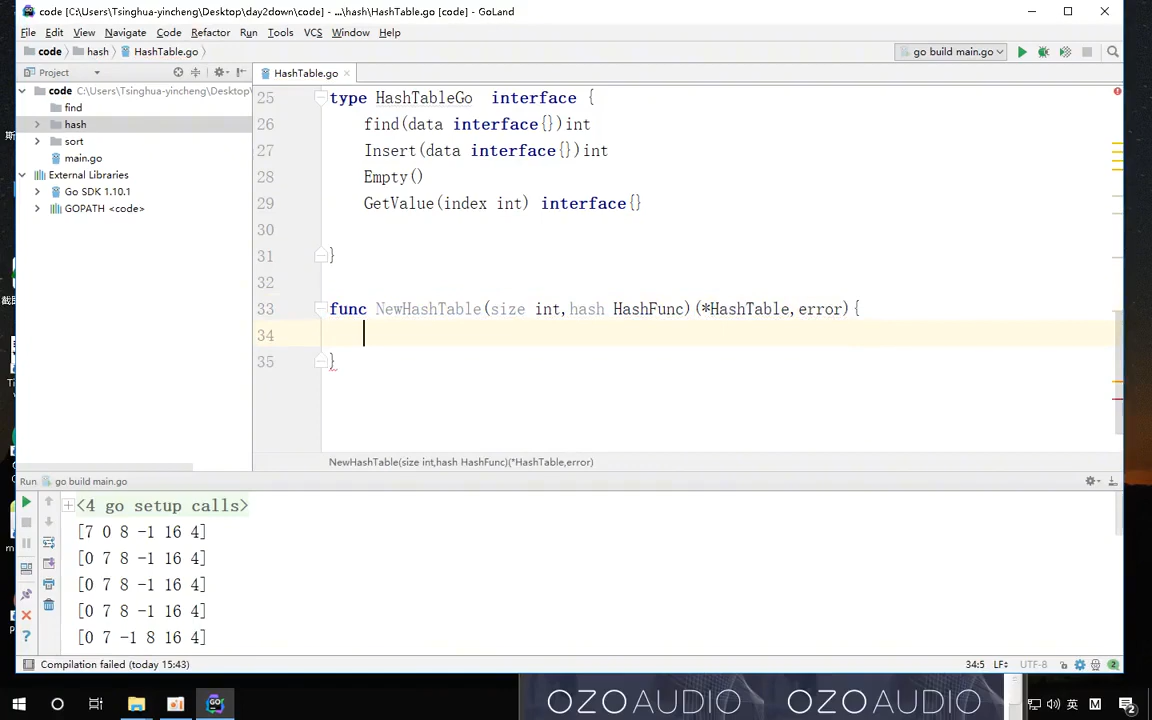 code [C:\Users\Tsinghua-yincheng\Desktop\day2down\code] - ...\hash\HashTable.go [code] - GoLand
File Edit View Navigate Code Refactor Run Tools VCS Window Help
code hash HashTable.go go build main.go
Project HashTable.go
code C:\Users\Tsinghua-yincheng\Desktop
find
hash
sort
main.go
External Libraries
Go SDK 1.10.1
GOPATH <code>
25 type HashTableGo interface {
26 find(data interface{})int
27 Insert(data interface{})int
28 Empty()
29 GetValue(index int) interface{}
30
31 }
32
33 func NewHashTable(size int,hash HashFunc)(*HashTable,error){
34
35 }
NewHashTable(size int,hash HashFunc)(*HashTable,error)
Run go build main.go
<4 go setup calls>
[7 0 8 -1 16 4]
[0 7 8 -1 16 4]
[0 7 8 -1 16 4]
[0 7 8 -1 16 4]
[0 7 -1 8 16 4]
Compilation failed (today 15:43) 34:5 LF÷ UTF-8 2
OZO AUDIO OZO AUDIO
英 M 2